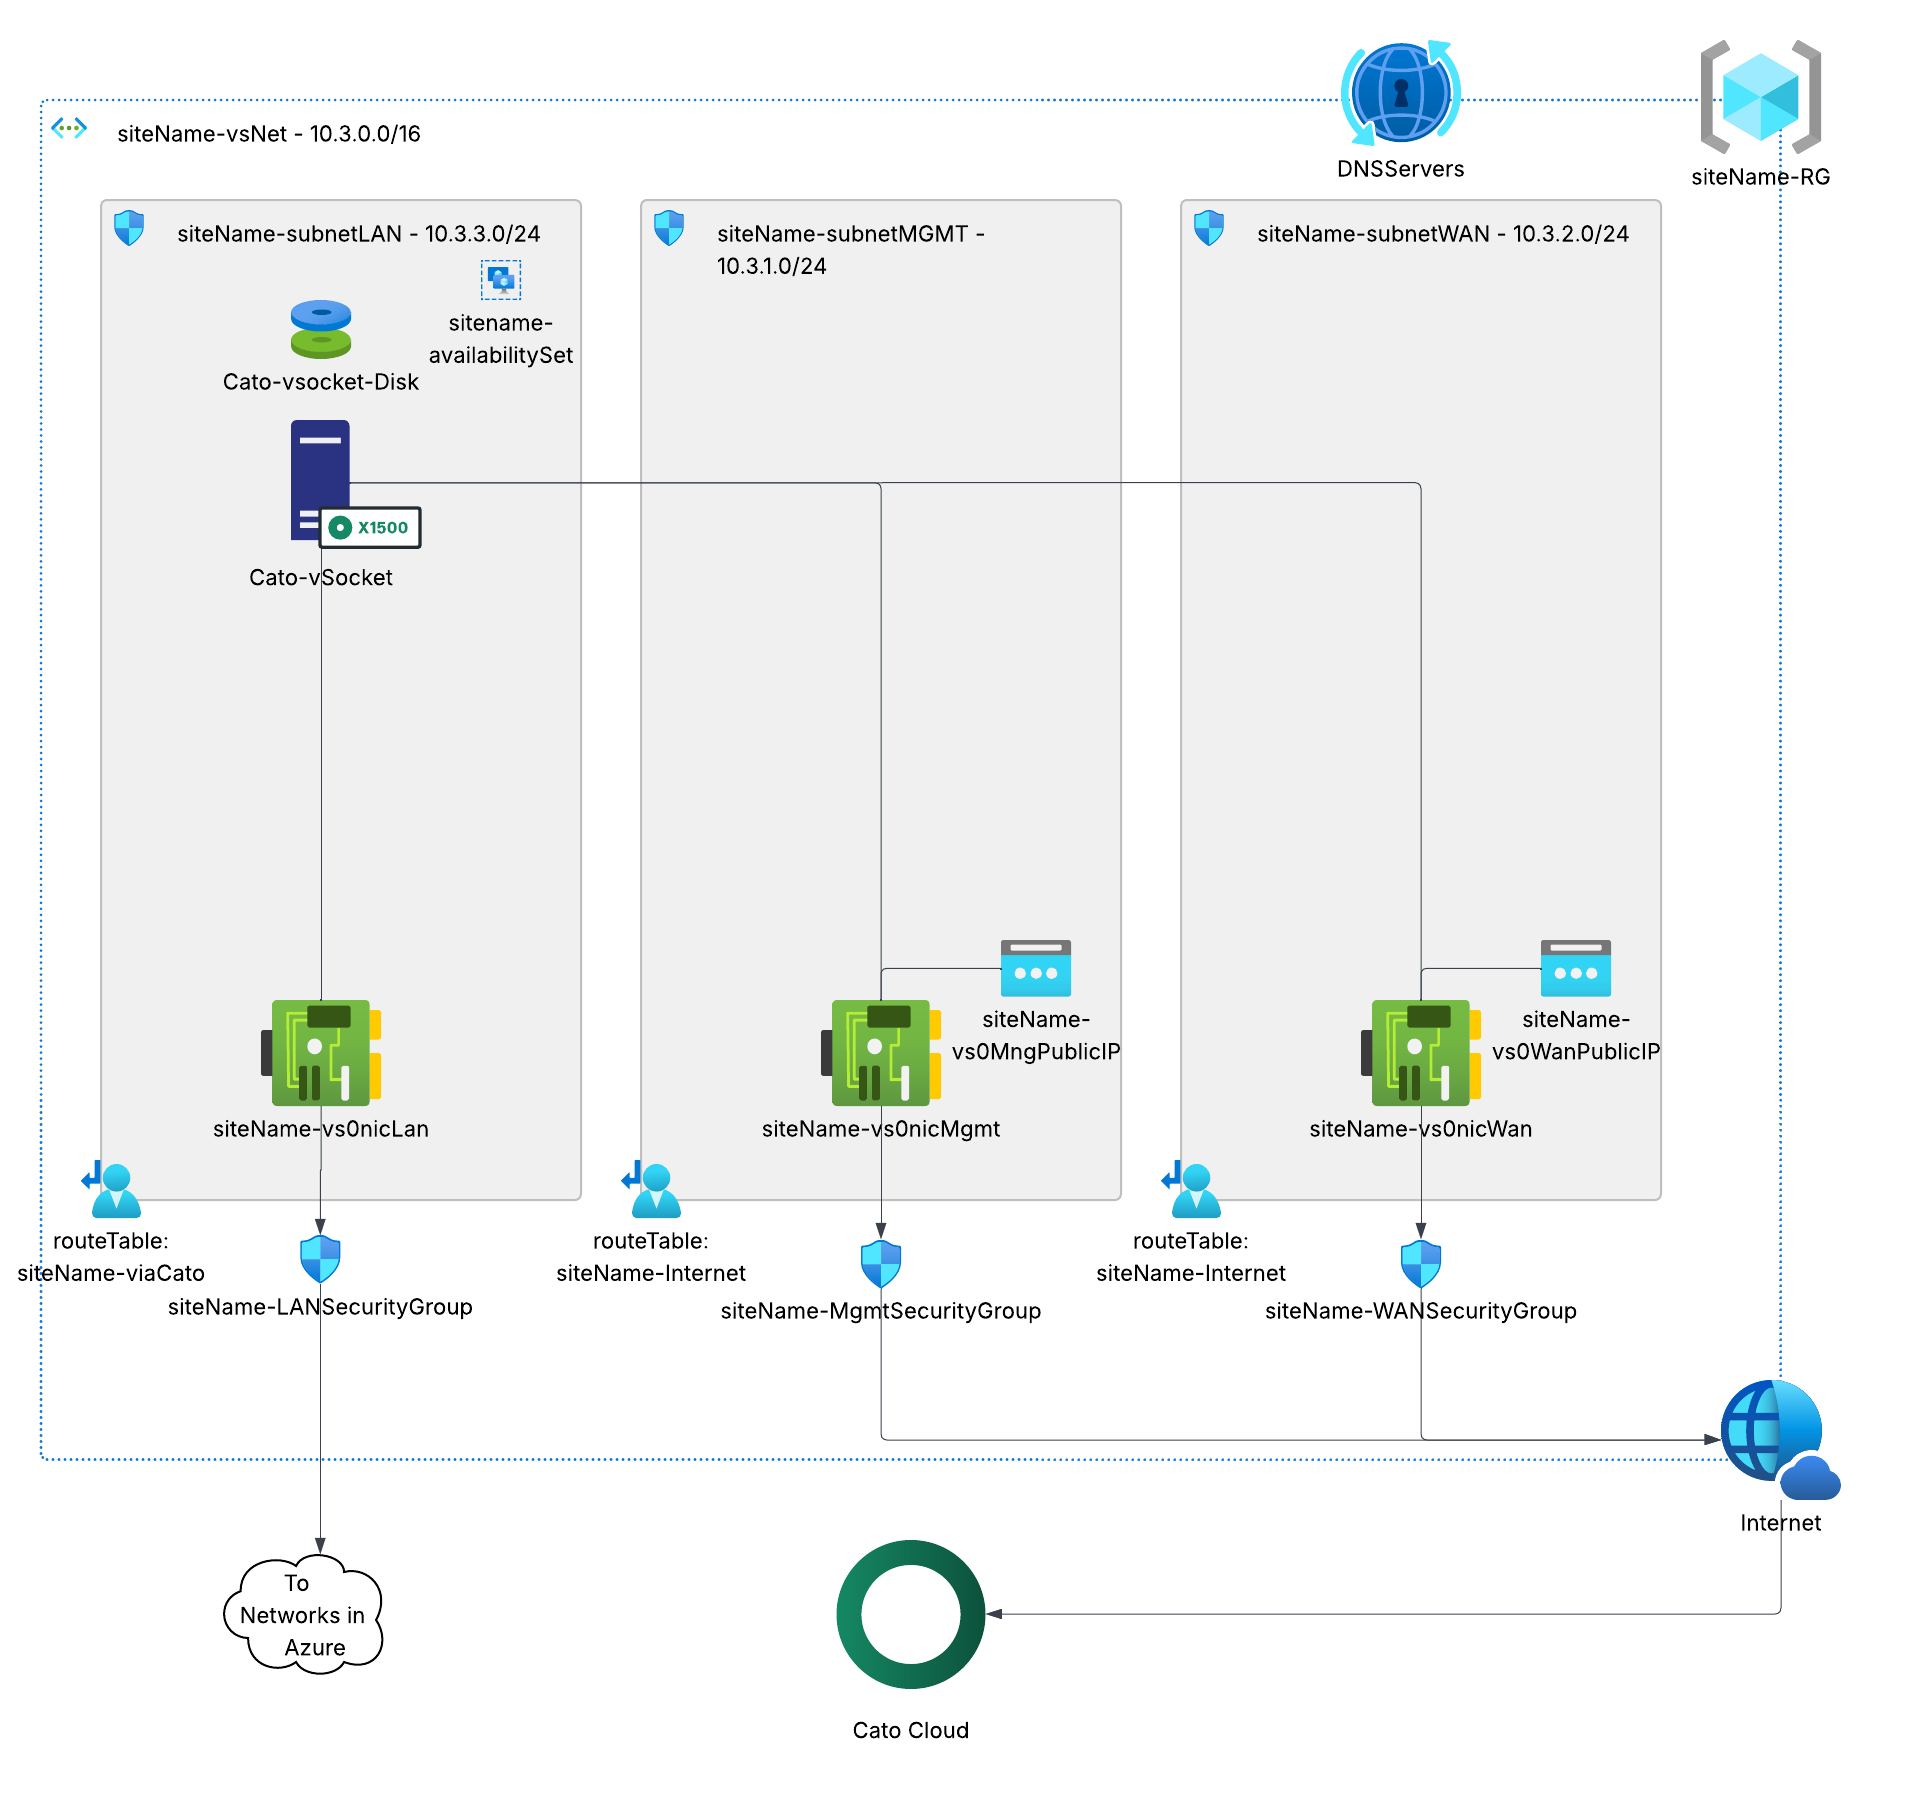 siteName-vsNet - 10.3.0.0/16
DNSServers
siteName-RG
siteName-subnetLAN - 10.3.3.0/24
sitename-
availabilitySet
Cato-vsocket-Disk
X1500
Cato-vSocket
siteName-vs0nicLan
routeTable:
siteName-viaCato
siteName-LANSecurityGroup
siteName-subnetMGMT -
10.3.1.0/24
siteName-
vs0MngPublicIP
siteName-vs0nicMgmt
routeTable:
siteName-Internet
siteName-MgmtSecurityGroup
siteName-subnetWAN - 10.3.2.0/24
siteName-
vs0WanPublicIP
siteName-vs0nicWan
routeTable:
siteName-Internet
siteName-WANSecurityGroup
Internet
To
Networks in
Azure
Cato Cloud